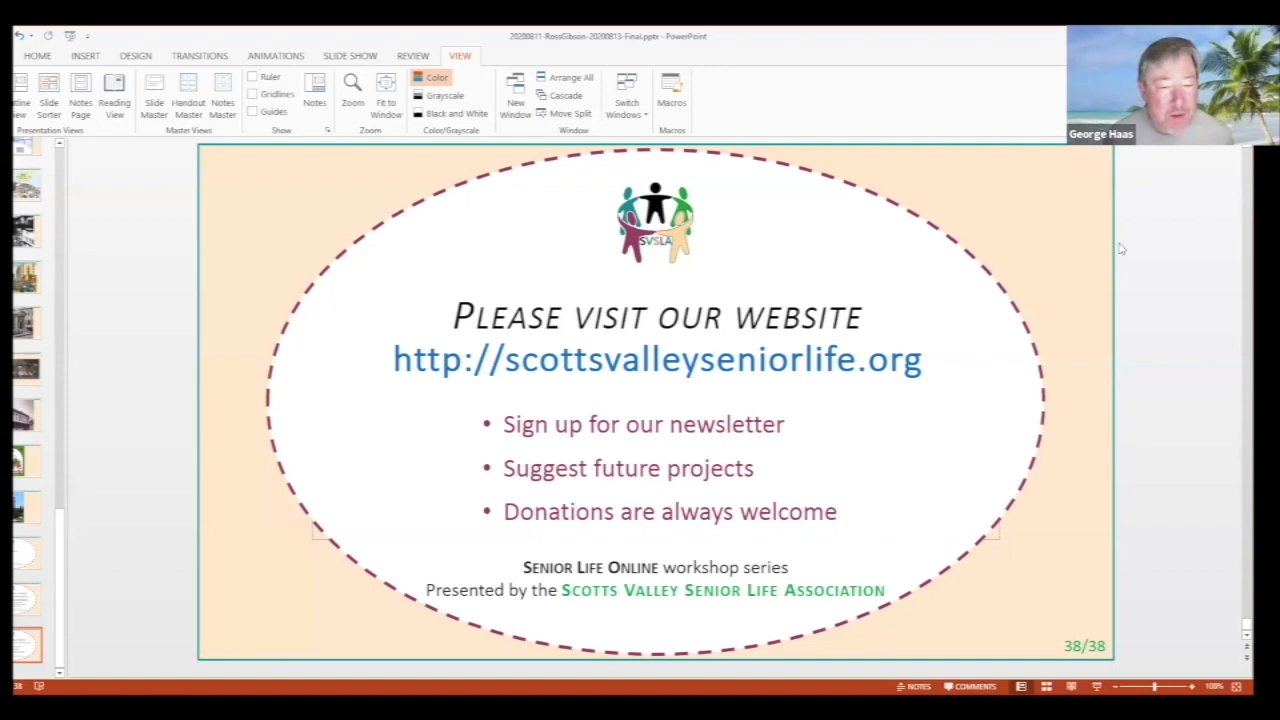 20200811-RossGibson-20200813-Final.pptx - PowerPoint
HOME INSERT DESIGN TRANSITIONS ANIMATIONS SLIDE SHOW REVIEW VIEW
Ruler
Gridlines
Guides
Slide Sorter
Notes Page
Reading View
Slide Master
Handout Master
Notes Master
Notes
Zoom
Fit to Window
Color
Grayscale
Black and White
New Window
Arrange All
Cascade
Move Split
Switch Windows
Macros
Presentation Views
Master Views
Show
Zoom
Color/Grayscale
Window
Macros
George Haas
SVSLA
PLEASE VISIT OUR WEBSITE
http://scottsvalleyseniorlife.org
• Sign up for our newsletter
• Suggest future projects
• Donations are always welcome
SENIOR LIFE ONLINE workshop series
Presented by the SCOTTS VALLEY SENIOR LIFE ASSOCIATION
38/38
38
NOTES
COMMENTS
108%